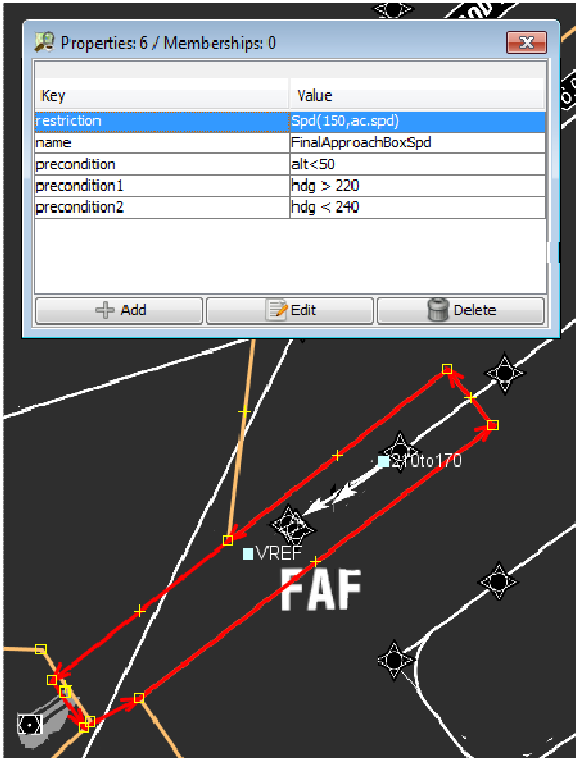 Properties: 6 / Memberships: 0
Key Value
restriction Spd(150,ac.spd)
name FinalApproachBoxSpd
precondition alt<50
precondition1 hdg > 220
precondition2 hdg < 240
Add Edit Delete
210to170
VREF
FAF